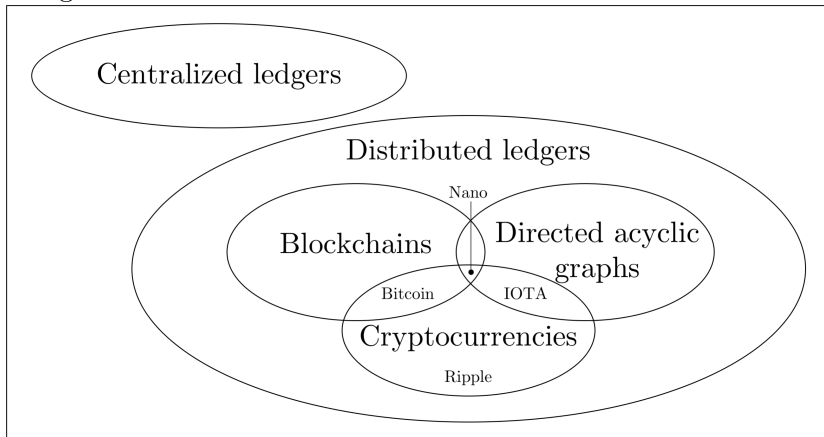 Centralized ledgers
Distributed ledgers
Nano
Blockchains
Directed acyclic
graphs
Bitcoin
IOTA
Cryptocurrencies
Ripple